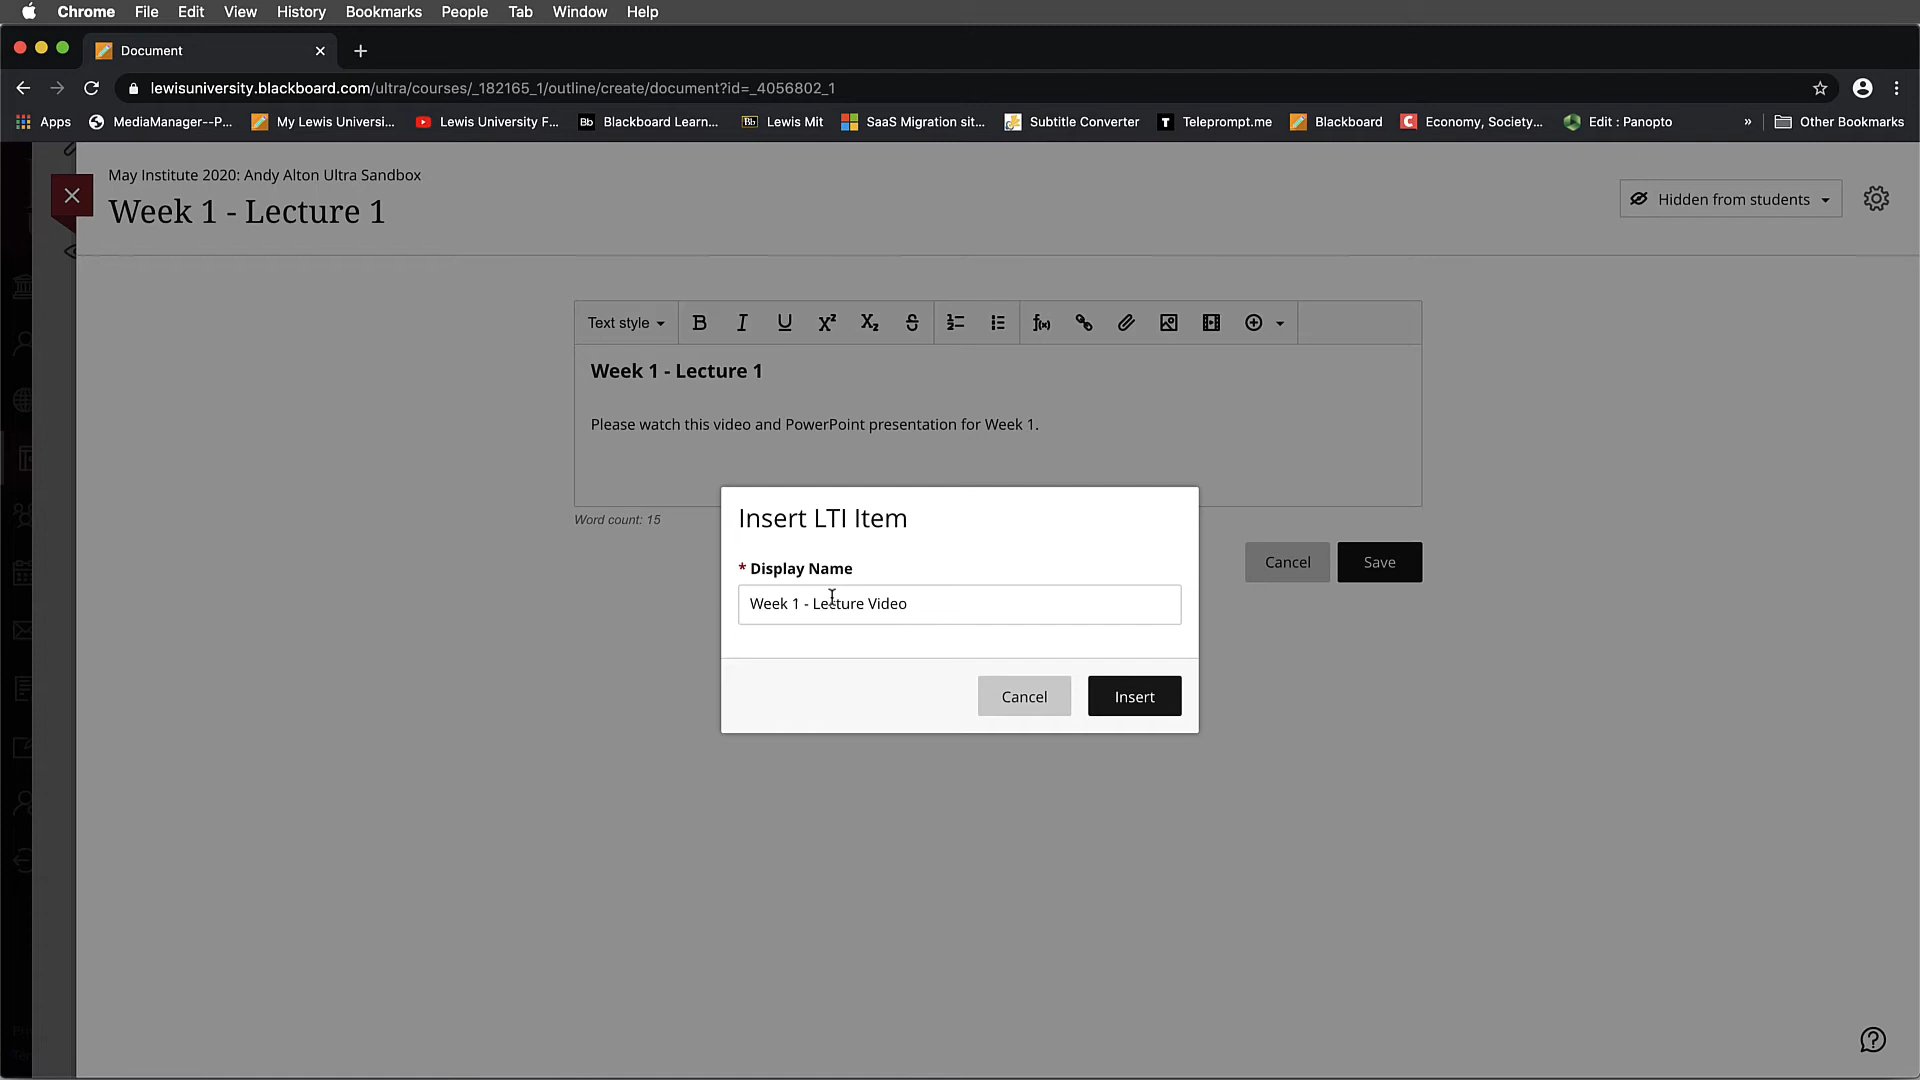 Chrome File Edit View History Bookmarks People Tab Window Help
Document
lewisuniversity.blackboard.com/ultra/courses/_182165_1/outline/create/document?id=_4056802_1
Apps MediaManager--P... My Lewis Universi... Lewis University F... Bb Blackboard Learn... Bb Lewis Mit SaaS Migration sit... Subtitle Converter T Teleprompt.me Blackboard C Economy, Society... Edit : Panopto » Other Bookmarks
May Institute 2020: Andy Alton Ultra Sandbox
Week 1 - Lecture 1
Hidden from students
Text style B I U X² X₂ S f(x)
Week 1 - Lecture 1
Please watch this video and PowerPoint presentation for Week 1.
Word count: 15
Cancel Save
Insert LTI Item
* Display Name
Week 1 - Lecture Video
Cancel Insert